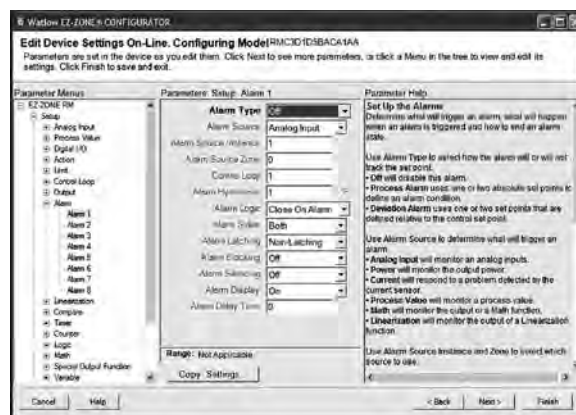 Watlow EZ-ZONE® CONFIGURATOR
Edit Device Settings On-Line. Configuring Model RMC3D1D5BACA1AA
Parameters are set in the device as you edit them. Click Next to see more parameters, or click a Menu in the tree to view and edit its
settings. Click Finish to save and exit.
Parameter Menus
EZ-ZONE RM
Setup
Analog Input
Process Value
Digital I/O
Action
Limit
Control Loop
Output
Alarm
Alarm 1
Alarm 2
Alarm 3
Alarm 4
Alarm 5
Alarm 6
Alarm 7
Alarm 8
Linearization
Compare
Timer
Counter
Logic
Math
Special Output Function
Variable
Parameters: Setup: Alarm 1
Alarm Type Off
Alarm Source Analog Input
Alarm Source Instance 1
Alarm Source Zone 0
Control Loop 1
Alarm Hysteresis 1
Alarm Logic Close On Alarm
Alarm Sides Both
Alarm Latching Non-Latching
Alarm Blocking Off
Alarm Silencing Off
Alarm Display On
Alarm Delay Time 0
Range: Not Applicable
Copy Settings...
Parameter Help
Set Up the Alarms
Determine what will trigger an alarm, what will happen
when an alarm is triggered and how to end an alarm
state.
Use Alarm Type to select how the alarm will or will not
track the set point.
• Off will disable this alarm.
• Process Alarm uses one or two absolute set points to
define an alarm condition.
• Deviation Alarm uses one or two set points that are
defined relative to the control set point.
Use Alarm Source to determine what will trigger an
alarm.
• Analog Input will monitor an analog inputs.
• Power will monitor the output power.
• Current will respond to a problem detected by the
current sensor.
• Process Value will monitor a process value.
• Math will monitor the output of a Math function.
• Linearization will monitor the output of a Linearization
function.
Use Alarm Source Instance and Zone to select which
source to use.
Cancel
Help
< Back
Next >
Finish